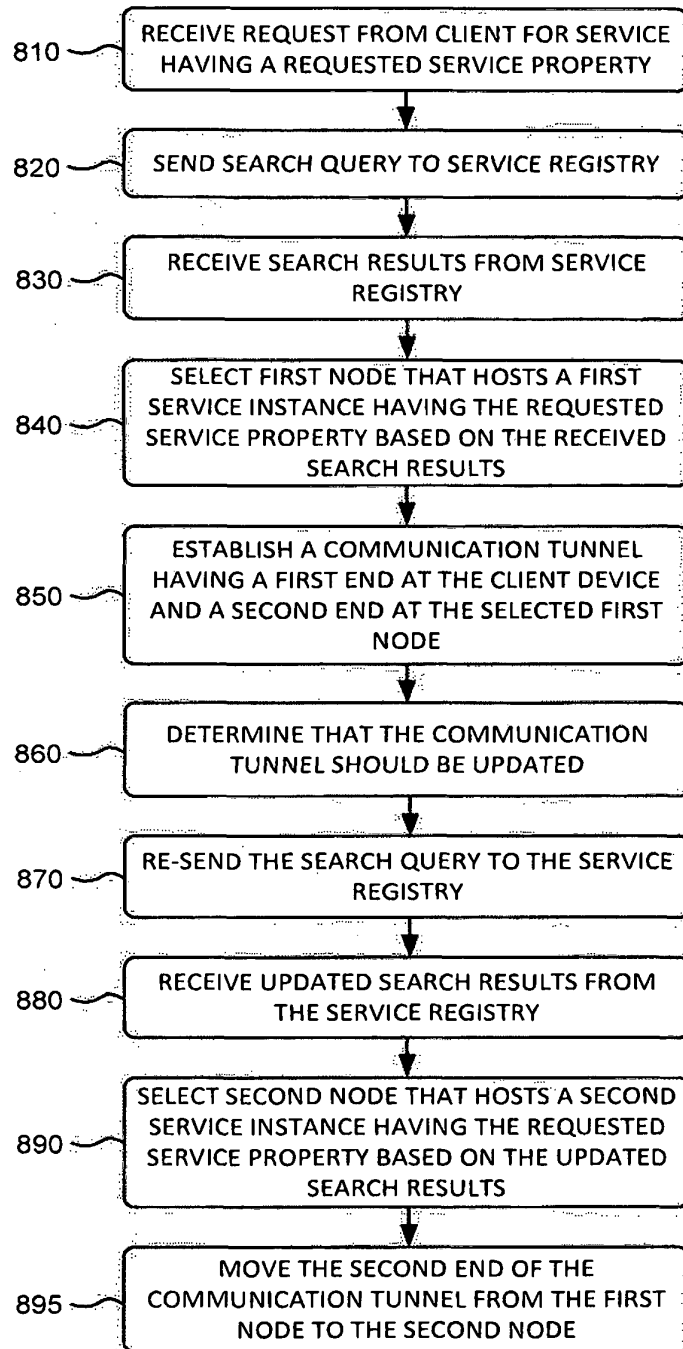 810
RECEIVE REQUEST FROM CLIENT FOR SERVICE
HAVING A REQUESTED SERVICE PROPERTY
820
SEND SEARCH QUERY TO SERVICE REGISTRY
830
RECEIVE SEARCH RESULTS FROM SERVICE
REGISTRY
840
SELECT FIRST NODE THAT HOSTS A FIRST
SERVICE INSTANCE HAVING THE REQUESTED
SERVICE PROPERTY BASED ON THE RECEIVED
SEARCH RESULTS
850
ESTABLISH A COMMUNICATION TUNNEL
HAVING A FIRST END AT THE CLIENT DEVICE
AND A SECOND END AT THE SELECTED FIRST
NODE
860
DETERMINE THAT THE COMMUNICATION
TUNNEL SHOULD BE UPDATED
870
RE-SEND THE SEARCH QUERY TO THE SERVICE
REGISTRY
880
RECEIVE UPDATED SEARCH RESULTS FROM
THE SERVICE REGISTRY
890
SELECT SECOND NODE THAT HOSTS A SECOND
SERVICE INSTANCE HAVING THE REQUESTED
SERVICE PROPERTY BASED ON THE UPDATED
SEARCH RESULTS
895
MOVE THE SECOND END OF THE
COMMUNICATION TUNNEL FROM THE FIRST
NODE TO THE SECOND NODE